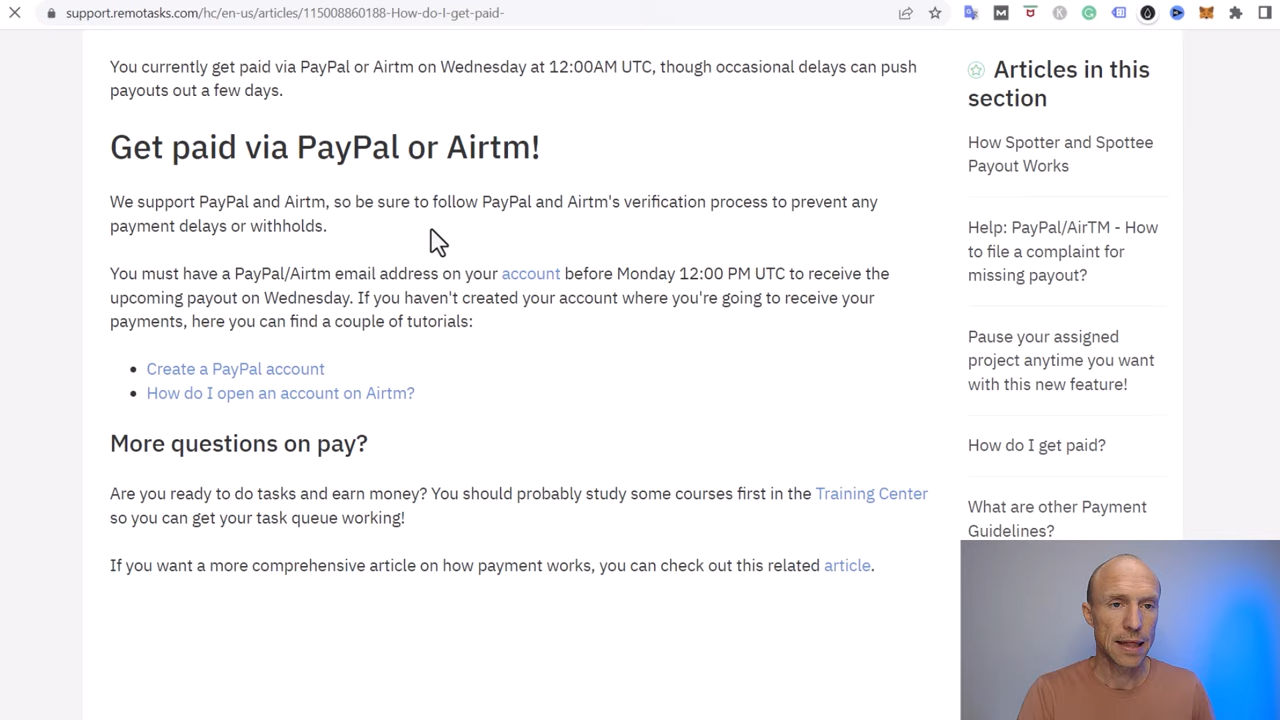 support.remotasks.com/hc/en-us/articles/115008860188-How-do-I-get-paid-
You currently get paid via PayPal or Airtm on Wednesday at 12:00AM UTC, though occasional delays can push
payouts out a few days.
Get paid via PayPal or Airtm!
We support PayPal and Airtm, so be sure to follow PayPal and Airtm's verification process to prevent any
payment delays or withholds.
You must have a PayPal/Airtm email address on your account before Monday 12:00 PM UTC to receive the
upcoming payout on Wednesday. If you haven't created your account where you're going to receive your
payments, here you can find a couple of tutorials:
Create a PayPal account
How do I open an account on Airtm?
More questions on pay?
Are you ready to do tasks and earn money? You should probably study some courses first in the Training Center
so you can get your task queue working!
If you want a more comprehensive article on how payment works, you can check out this related article.
Articles in this
section
How Spotter and Spottee
Payout Works
Help: PayPal/AirTM - How
to file a complaint for
missing payout?
Pause your assigned
project anytime you want
with this new feature!
How do I get paid?
What are other Payment
Guidelines?